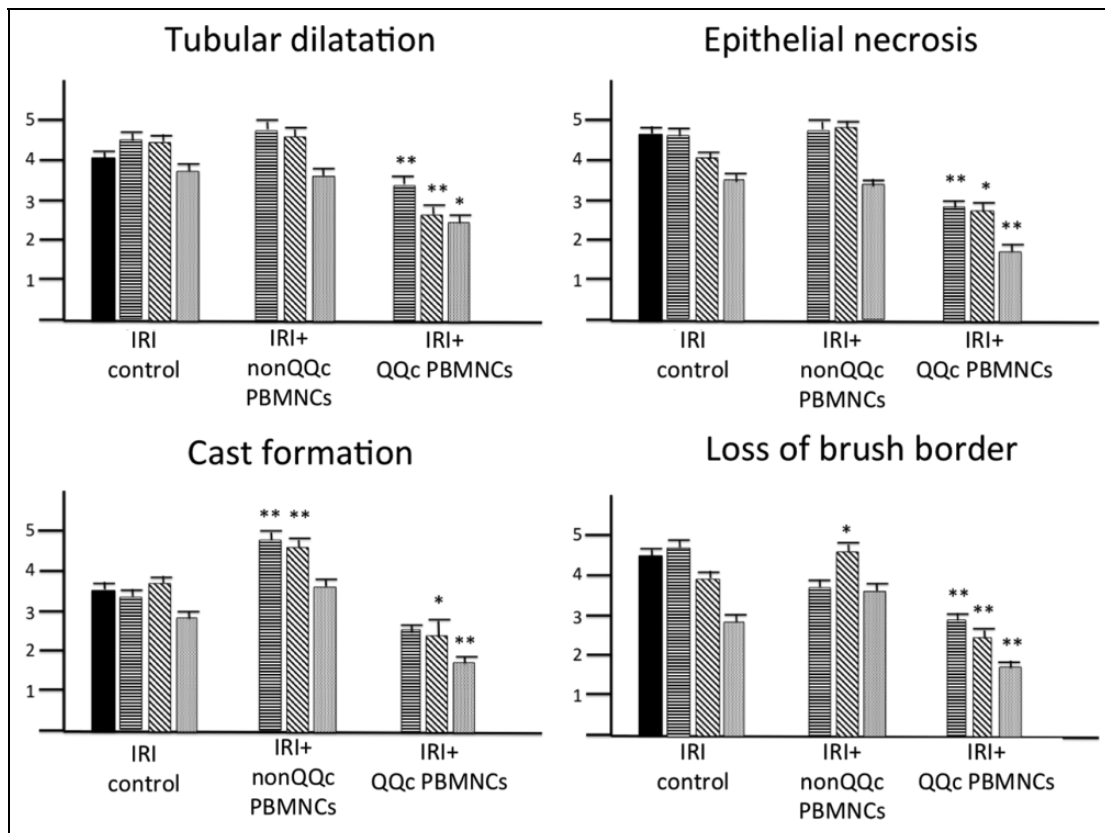 Tubular dilatation
5
4
3
2
1
** ** *
IRI
control
IRI+
nonQQc
PBMNCs
IRI+
QQc PBMNCs
Epithelial necrosis
5
4
3
2
1
** * **
IRI
control
IRI+
nonQQc
PBMNCs
IRI+
QQc PBMNCs
Cast formation
5
4
3
2
1
** **
* **
IRI
control
IRI+
nonQQc
PBMNCs
IRI+
QQc PBMNCs
Loss of brush border
5
4
3
2
1
*
** ** **
IRI
control
IRI+
nonQQc
PBMNCs
IRI+
QQc PBMNCs